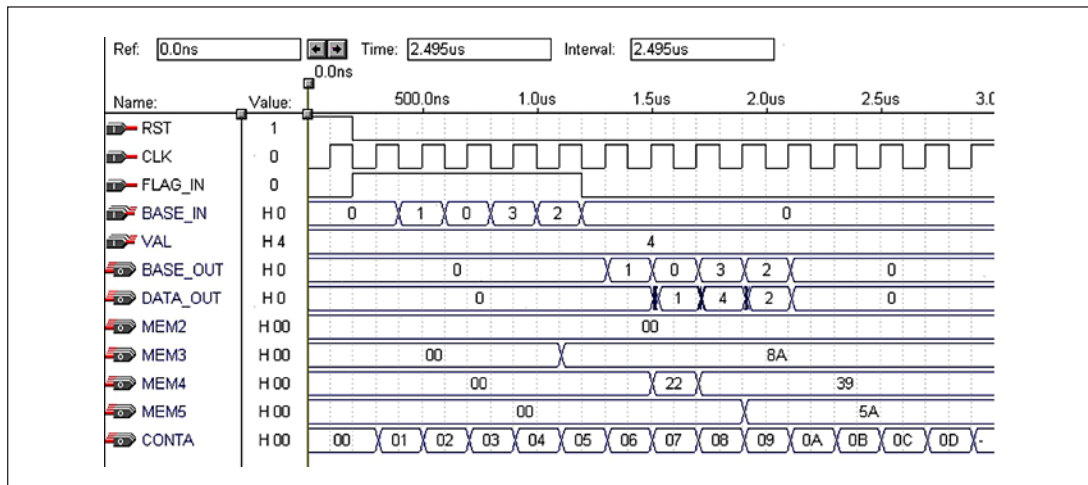 Ref: 0.0ns Time: 2.495us Interval: 2.495us
0.0ns
Name: Value: 500.0ns 1.0us 1.5us 2.0us 2.5us 3.0
RST 1
CLK 0
FLAG_IN 0
BASE_IN H 0 0 1 0 3 2 0
VAL H 4 4
BASE_OUT H 0 0 1 0 3 2 0
DATA_OUT H 0 0 1 4 2 0
MEM2 H 00 00
MEM3 H 00 00 8A
MEM4 H 00 00 22 39
MEM5 H 00 00 5A
CONTA H 00 00 01 02 03 04 05 06 07 08 09 0A 0B 0C 0D -